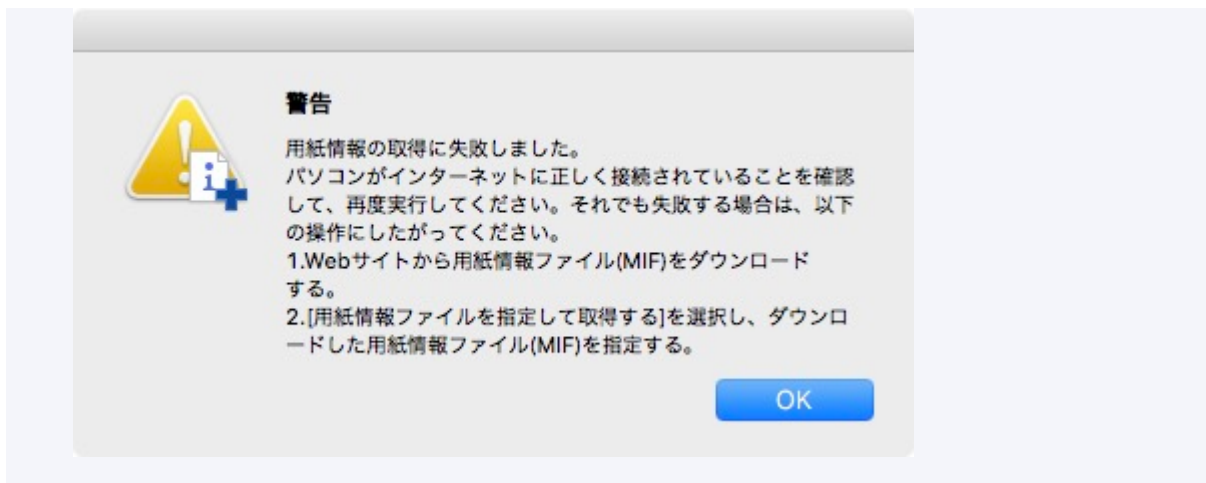 警告
用紙情報の取得に失敗しました。
パソコンがインターネットに正しく接続されていることを確認
して、再度実行してください。それでも失敗する場合は、以下
の操作にしたがってください。
1.Webサイトから用紙情報ファイル(MIF)をダウンロード
する。
2.[用紙情報ファイルを指定して取得する]を選択し、ダウンロ
ードした用紙情報ファイル(MIF)を指定する。
OK